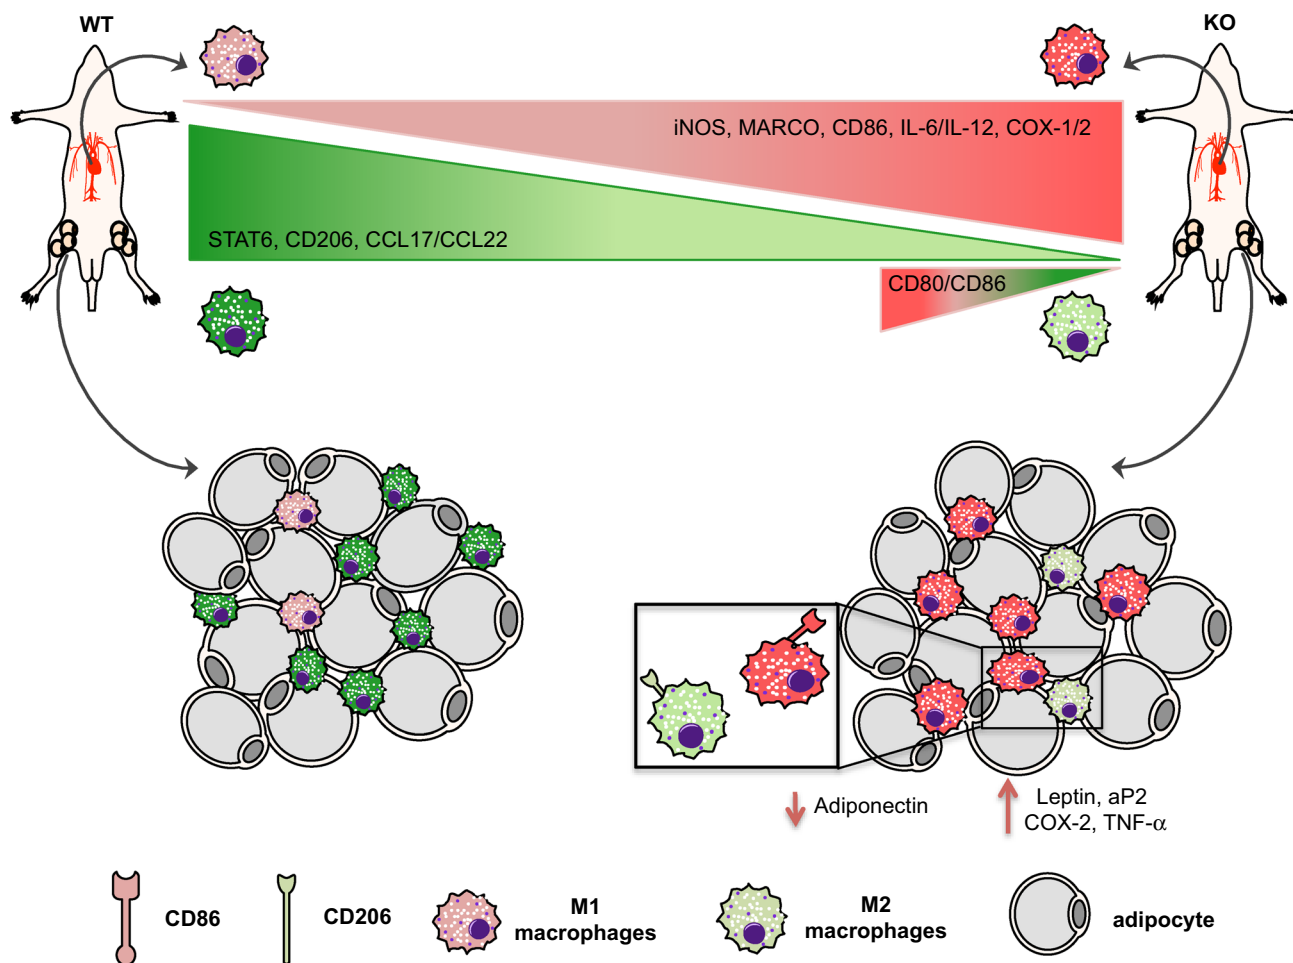 WT
KO
iNOS, MARCO, CD86, IL-6/IL-12, COX-1/2
STAT6, CD206, CCL17/CCL22
CD80/CD86
Adiponectin
Leptin, aP2
COX-2, TNF-α
CD86
CD206
M1
macrophages
M2
macrophages
adipocyte